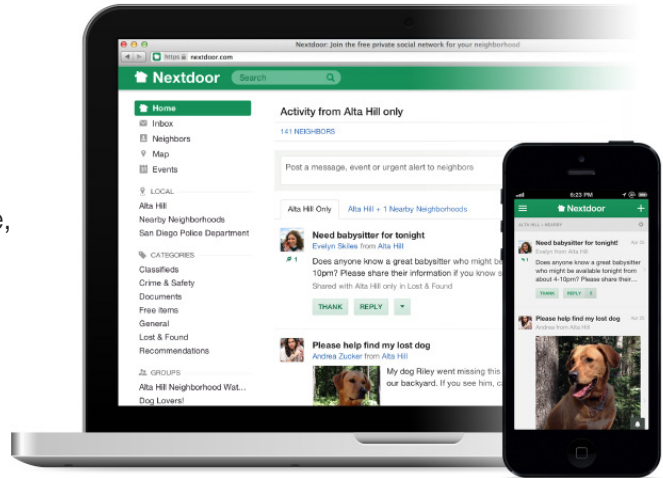 Nextdoor: Join the free private social network for your neighborhood
https nextdoor.com
Nextdoor Search
Home
Inbox
Neighbors
Map
Events
LOCAL
Alta Hill
Nearby Neighborhoods
San Diego Police Department
CATEGORIES
Classifieds
Crime & Safety
Documents
Free items
General
Lost & Found
Recommendations
GROUPS
Alta Hill Neighborhood Wat...
Dog Lovers!
Activity from Alta Hill only
141 NEIGHBORS
Post a message, event or urgent alert to neighbors
Alta Hill Only Alta Hill + 1 Nearby Neighborhoods
Need babysitter for tonight
Evelyn Skiles from Alta Hill
1
Does anyone know a great babysitter who might be
10pm? Please share their information if you know s
Shared with Alta Hill only in Lost & Found
THANK REPLY
Please help find my lost dog
Andrea Zucker from Alta Hill
My dog Riley went missing this
our backyard. If you see him, c
6:23 PM
Nextdoor
ALTA HILL + NEARBY
Need babysitter for tonight!
Evelyn from Alta Hill
1
Does anyone know a great babysitter
who might be available tonight from
about 4-10pm? Please share their...
THANK REPLY
Please help find my lost dog
Andrea from Alta Hill